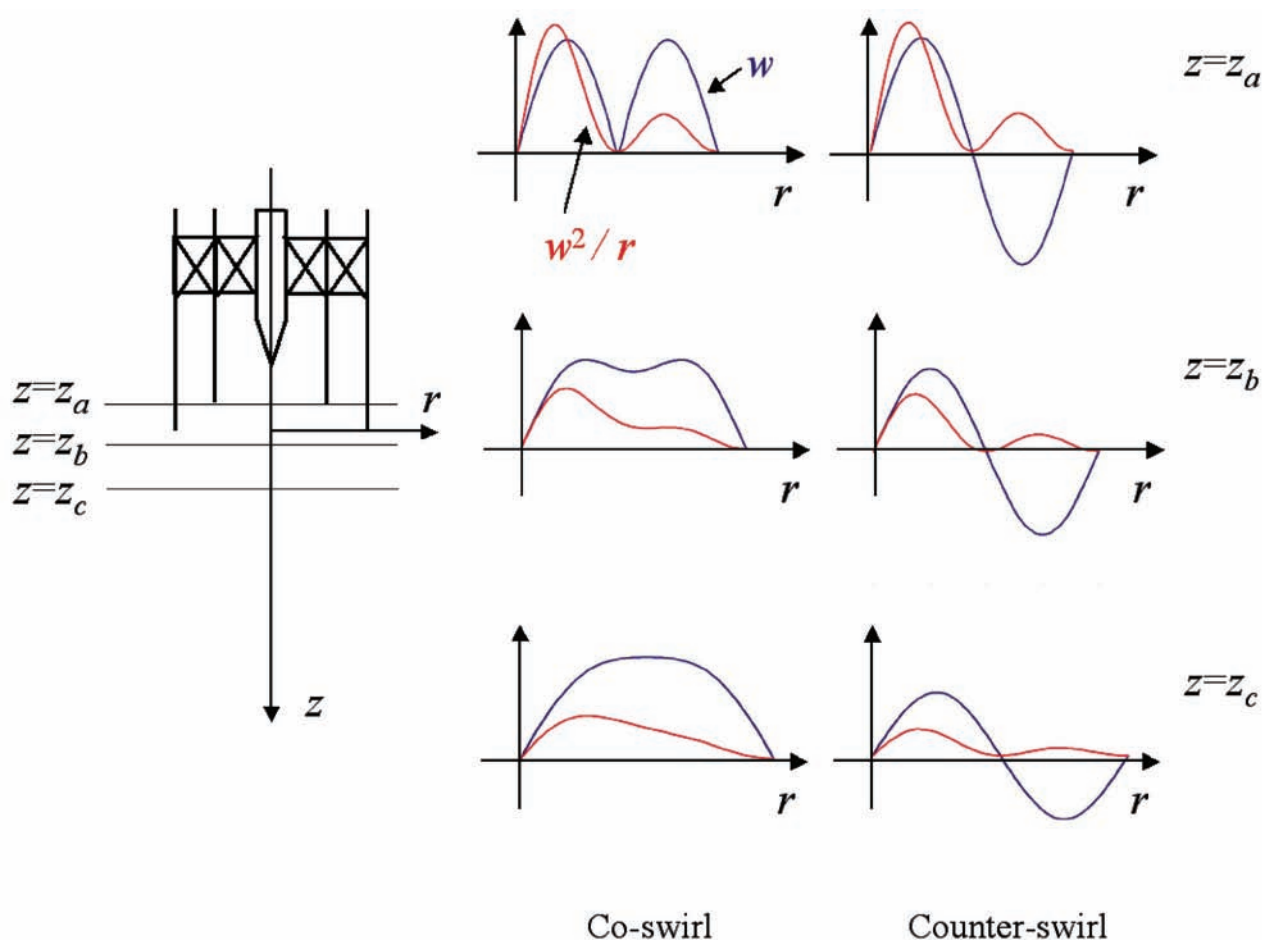 w
z=z_a
r
r
w²/ r
z=z_a
r
z=z_b
z=z_c
z=z_b
r
r
z
z=z_c
r
r
Co-swirl
Counter-swirl